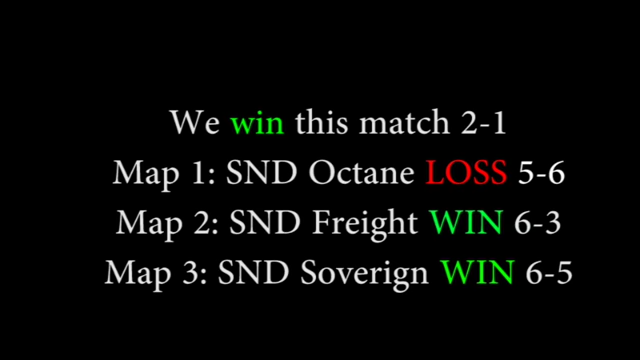 We win this match 2-1
Map 1: SND Octane LOSS 5-6
Map 2: SND Freight WIN 6-3
Map 3: SND Soverign WIN 6-5